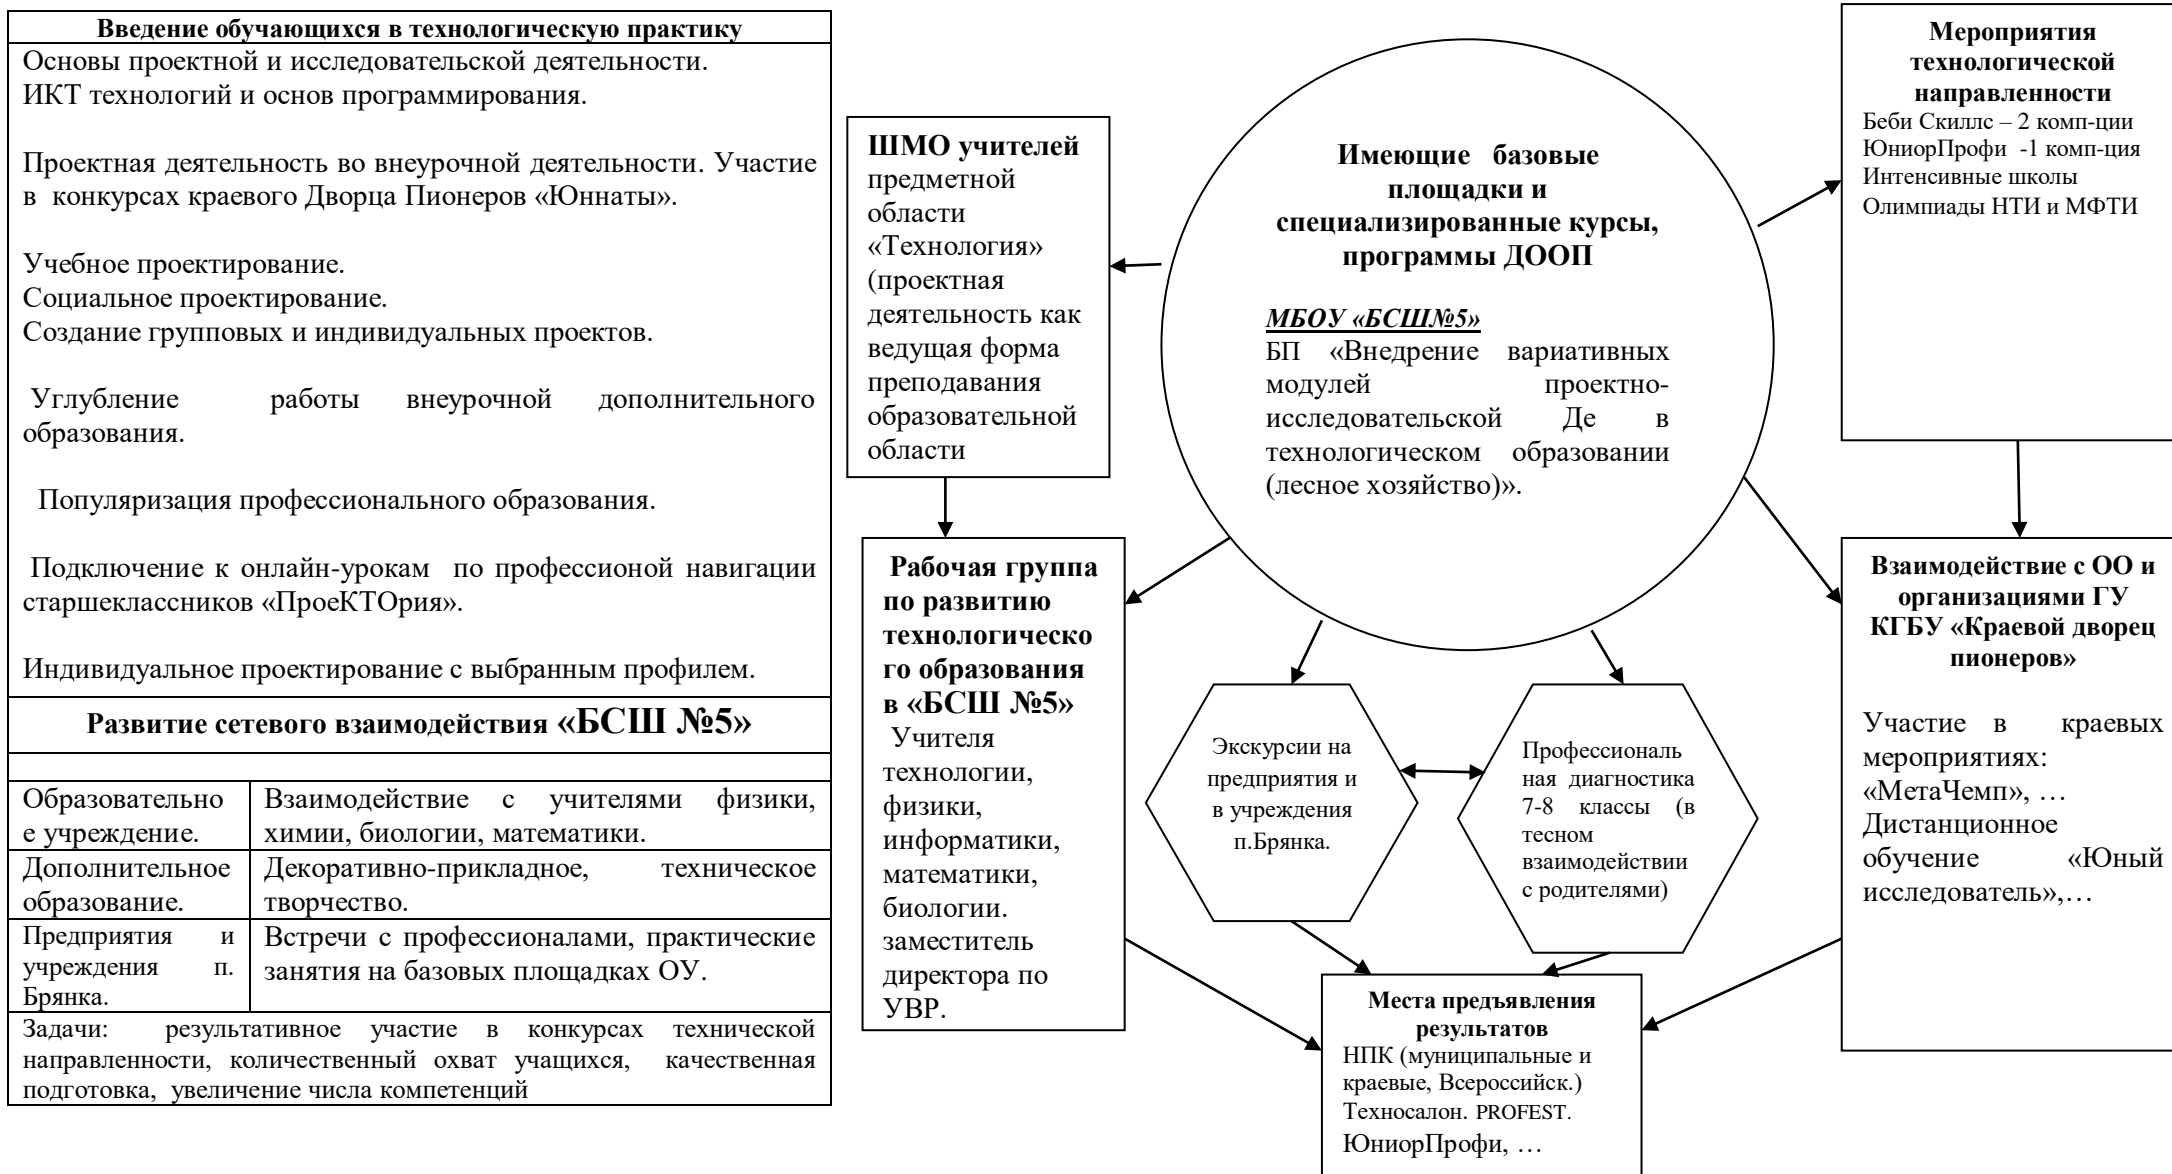 Введение обучающихся в технологическую практику
Основы проектной и исследовательской деятельности.
ИКТ технологий и основ программирования.
Проектная деятельность во внеурочной деятельности. Участие
в конкурсах краевого Дворца Пионеров «Юннаты».
Учебное проектирование.
Социальное проектирование.
Создание групповых и индивидуальных проектов.
Углубление работы внеурочной дополнительного
образования.
Популяризация профессионального образования.
Подключение к онлайн-урокам по профессионой навигации
старшеклассников «ПроеКТОрия».
Индивидуальное проектирование с выбранным профилем.
Развитие сетевого взаимодействия «БСШ №5»
Образовательно
е учреждение.
Взаимодействие с учителями физики,
химии, биологии, математики.
Дополнительное
образование.
Декоративно-прикладное, техническое
творчество.
Предприятия и
учреждения п.
Брянка.
Встречи с профессионалами, практические
занятия на базовых площадках ОУ.
Задачи: результативное участие в конкурсах технической
направленности, количественный охват учащихся, качественная
подготовка, увеличение числа компетенций
ШМО учителей
предметной
области
«Технология»
(проектная
деятельность как
ведущая форма
преподавания
образовательной
области
Рабочая группа
по развитию
технологическо
го образования
в «БСШ №5»
Учителя
технологии,
физики,
информатики,
математики,
биологии.
заместитель
директора по
УВР.
Имеющие базовые
площадки и
специализированные курсы,
программы ДООП
МБОУ «БСШ№5»
БП «Внедрение вариативных
модулей проектно-
исследовательской Де в
технологическом образовании
(лесное хозяйство)».
Экскурсии на
предприятия и
в учреждения
п.Брянка.
Профессиональ
ная диагностика
7-8 классы (в
тесном
взаимодействии
с родителями)
Места предъявления
результатов
НПК (муниципальные и
краевые, Всероссийск.)
Техносалон. PROFEST.
ЮниорПрофи, …
Мероприятия
технологической
направленности
Беби Скиллс – 2 комп-ции
ЮниорПрофи -1 комп-ция
Интенсивные школы
Олимпиады НТИ и МФТИ
Взаимодействие с ОО и
организациями ГУ
КГБУ «Краевой дворец
пионеров»
Участие в краевых
мероприятиях:
«МетаЧемп», …
Дистанционное
обучение «Юный
исследователь»,…